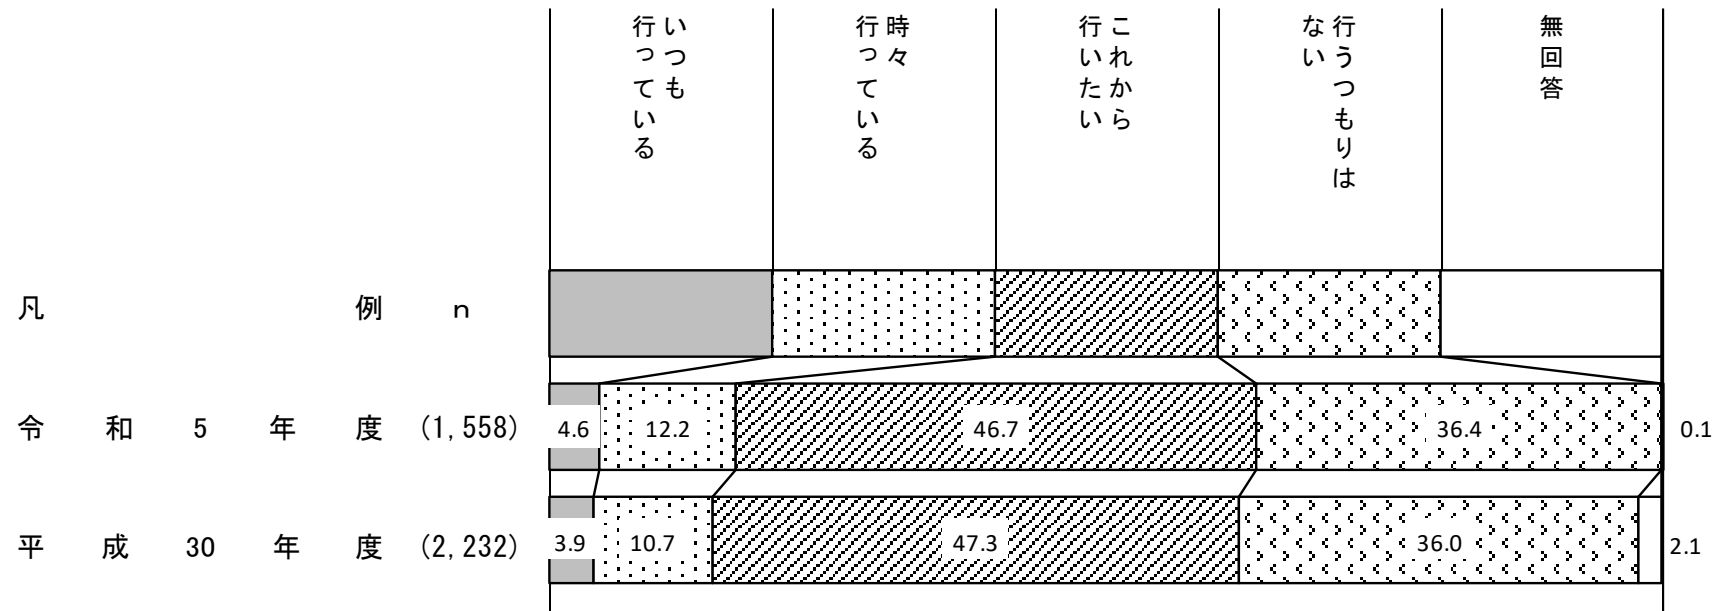 いつも
行っている
時々
行っている
これから
行いたい
行うつもりは
ない
無回答
凡例 n
令和5年度 (1,558) 4.6 12.2 46.7 36.4 0.1
平成30年度 (2,232) 3.9 10.7 47.3 36.0 2.1